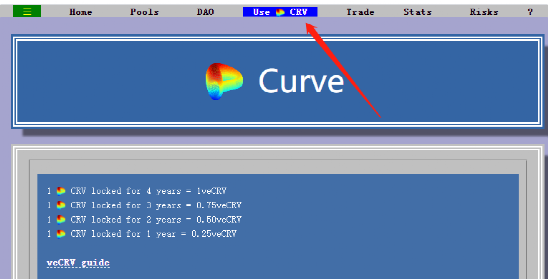 ☰ Home Pools DAO Use CRV Trade Stats Risks ?
Curve
1 CRV locked for 4 years = 1veCRV
1 CRV locked for 3 years = 0.75veCRV
1 CRV locked for 2 years = 0.50veCRV
1 CRV locked for 1 year = 0.25veCRV
veCRV guide